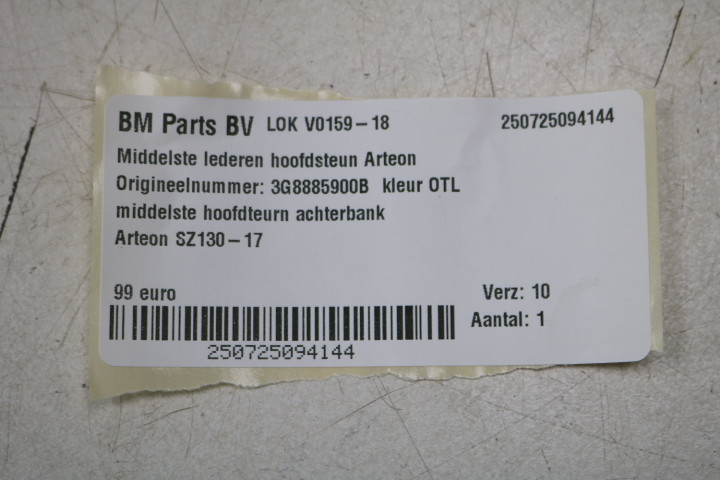 BM Parts BV LOK V0159-18 250725094144
Middelste lederen hoofdsteun Arteon
Origineelnummer: 3G8885900B kleur OTL
middelste hoofdteurn achterbank
Arteon SZ130-17
99 euro Verz: 10
Aantal: 1
250725094144